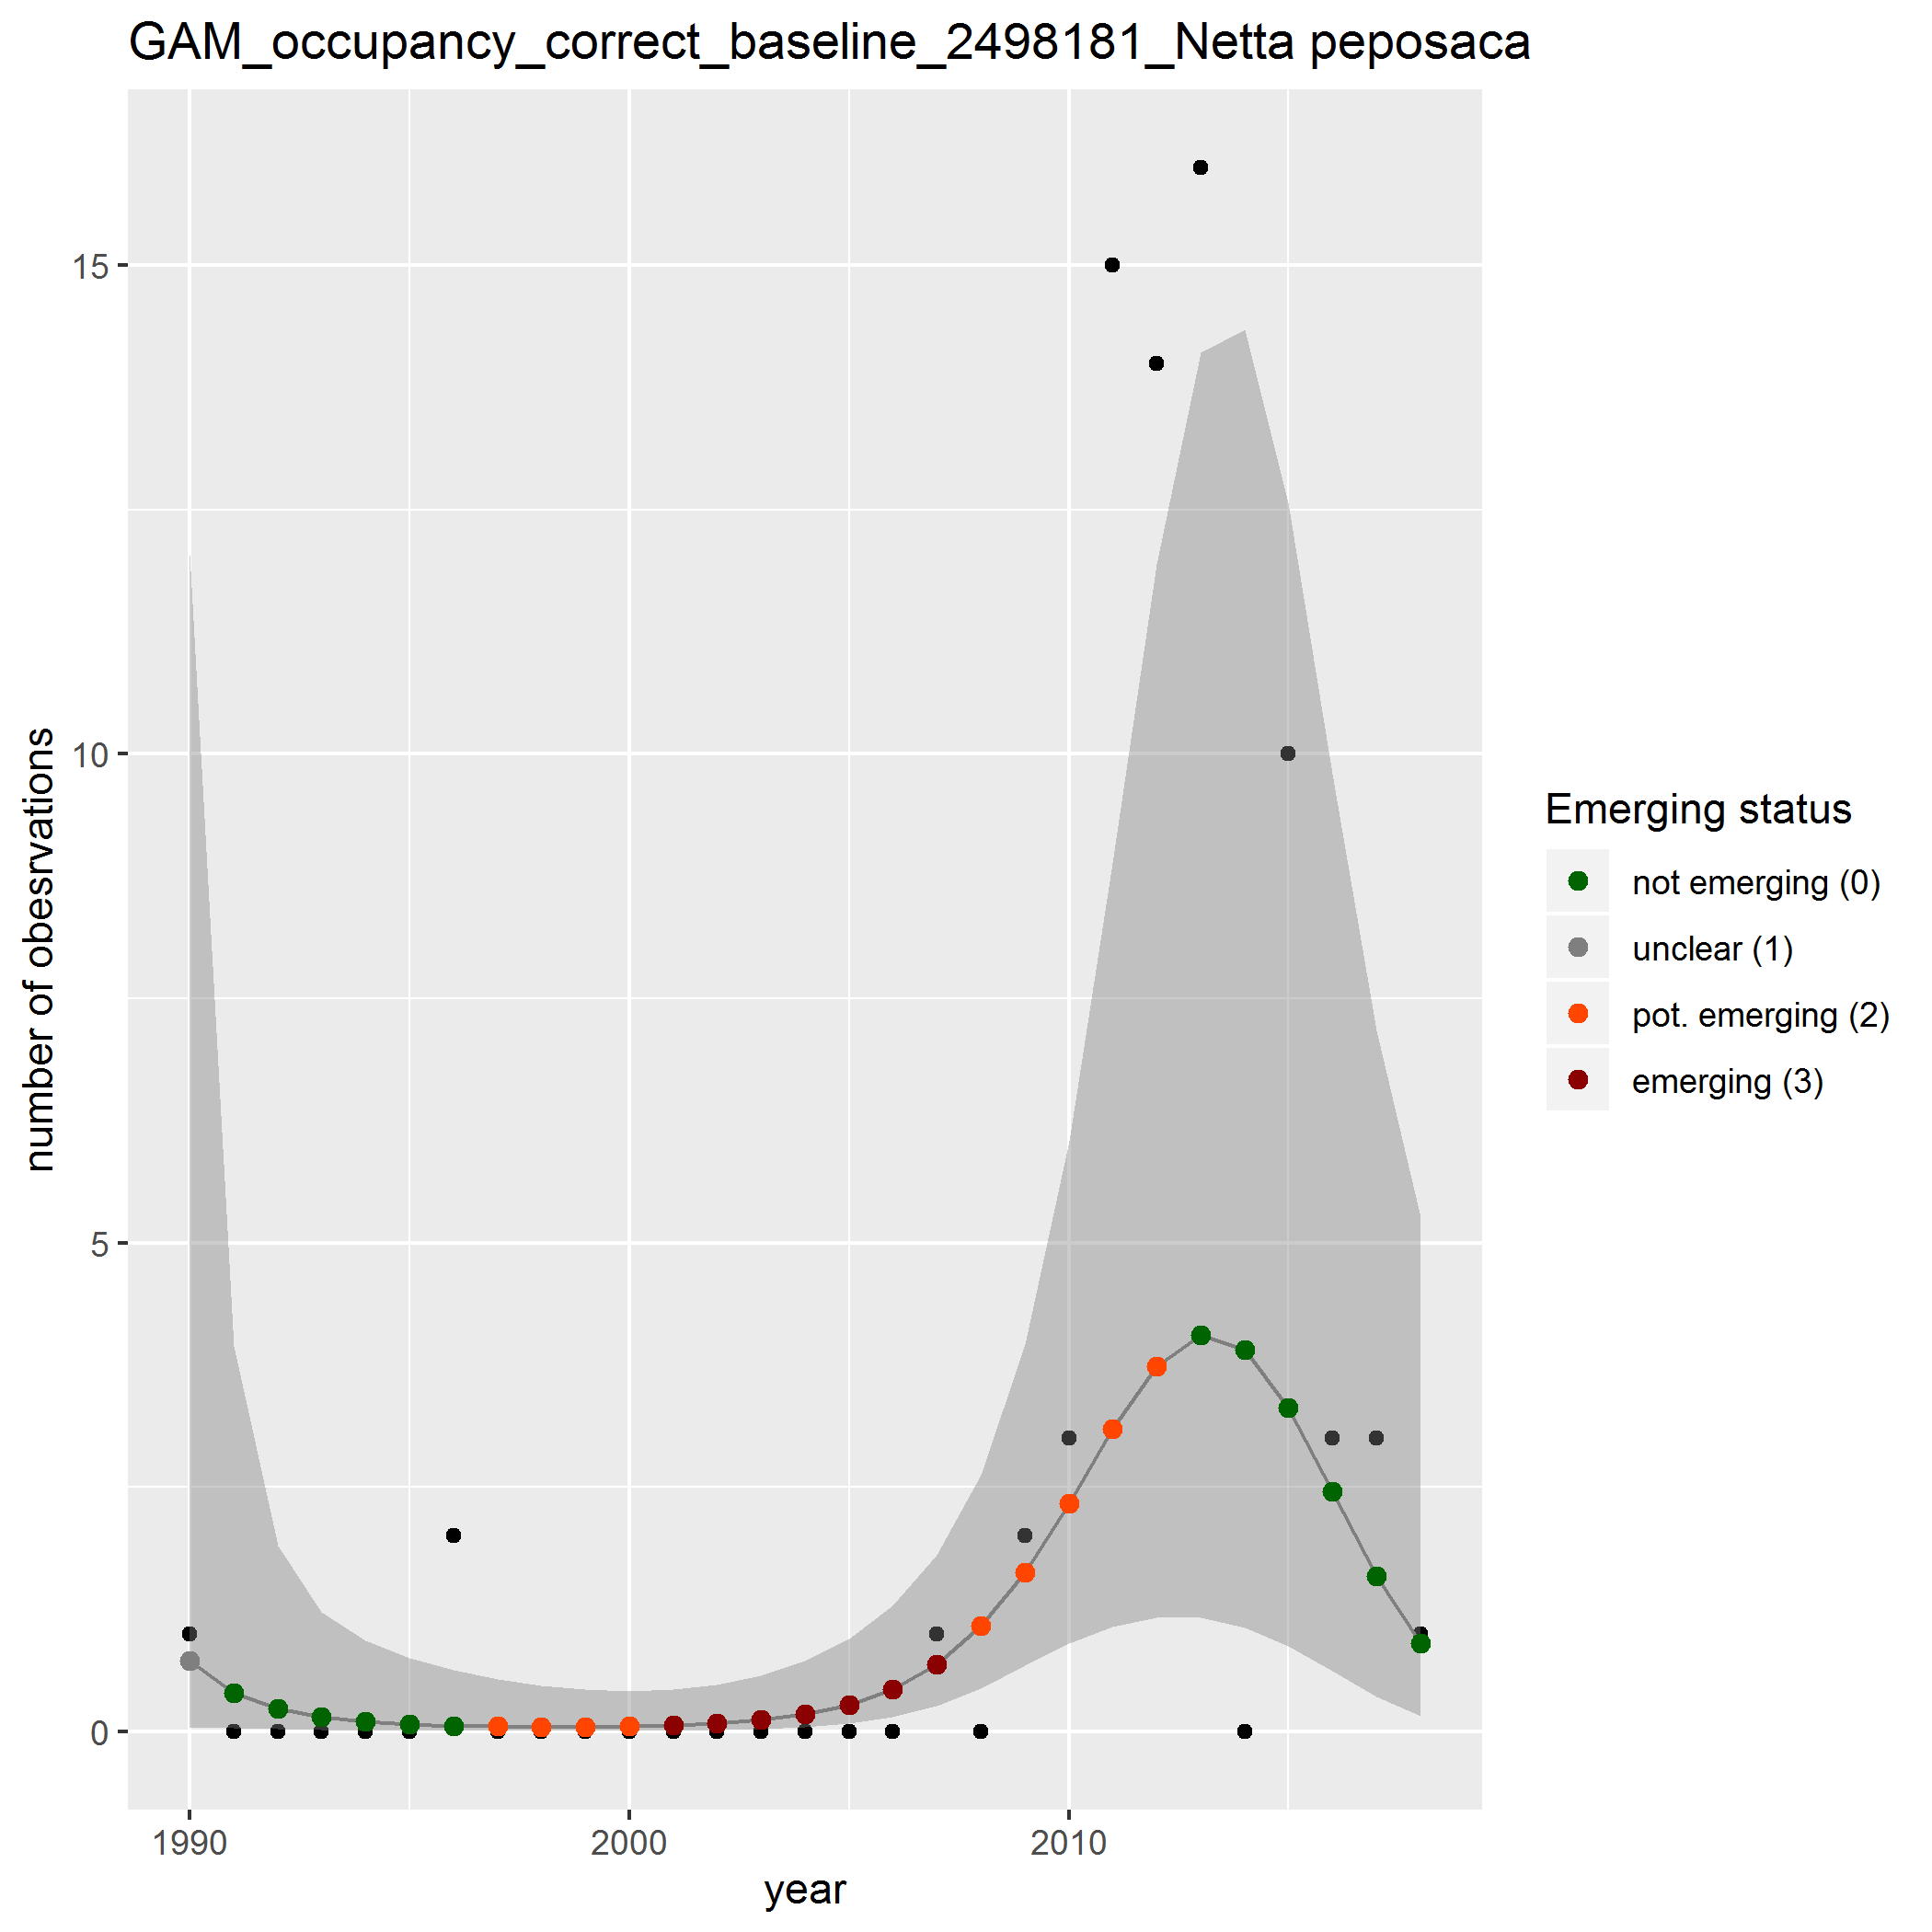 GAM_occupancy_correct_baseline_2498181_Netta peposaca
15
10
5
0
number of obesrvations
1990
2000
2010
year
Emerging status
not emerging (0)
unclear (1)
pot. emerging (2)
emerging (3)